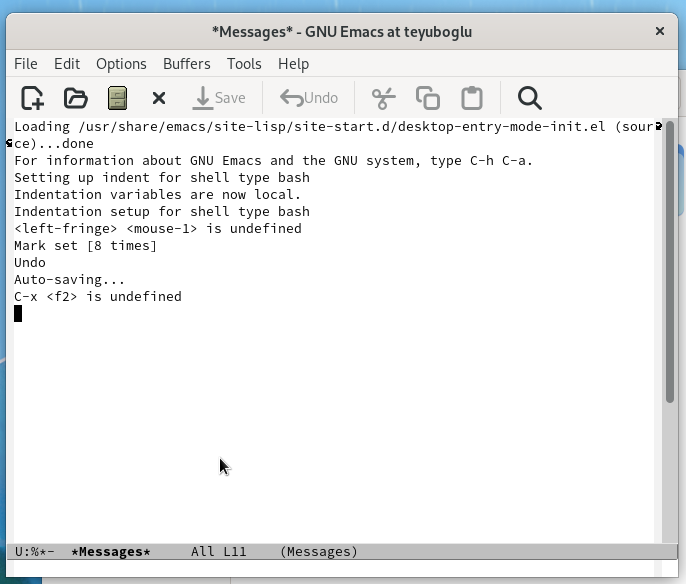 *Messages* - GNU Emacs at teyuboglu
File Edit Options Buffers Tools Help
Save Undo
Loading /usr/share/emacs/site-lisp/site-start.d/desktop-entry-mode-init.el (sour
ce)...done
For information about GNU Emacs and the GNU system, type C-h C-a.
Setting up indent for shell type bash
Indentation variables are now local.
Indentation setup for shell type bash
<left-fringe> <mouse-1> is undefined
Mark set [8 times]
Undo
Auto-saving...
C-x <f2> is undefined
U:%*- *Messages* All L11 (Messages)